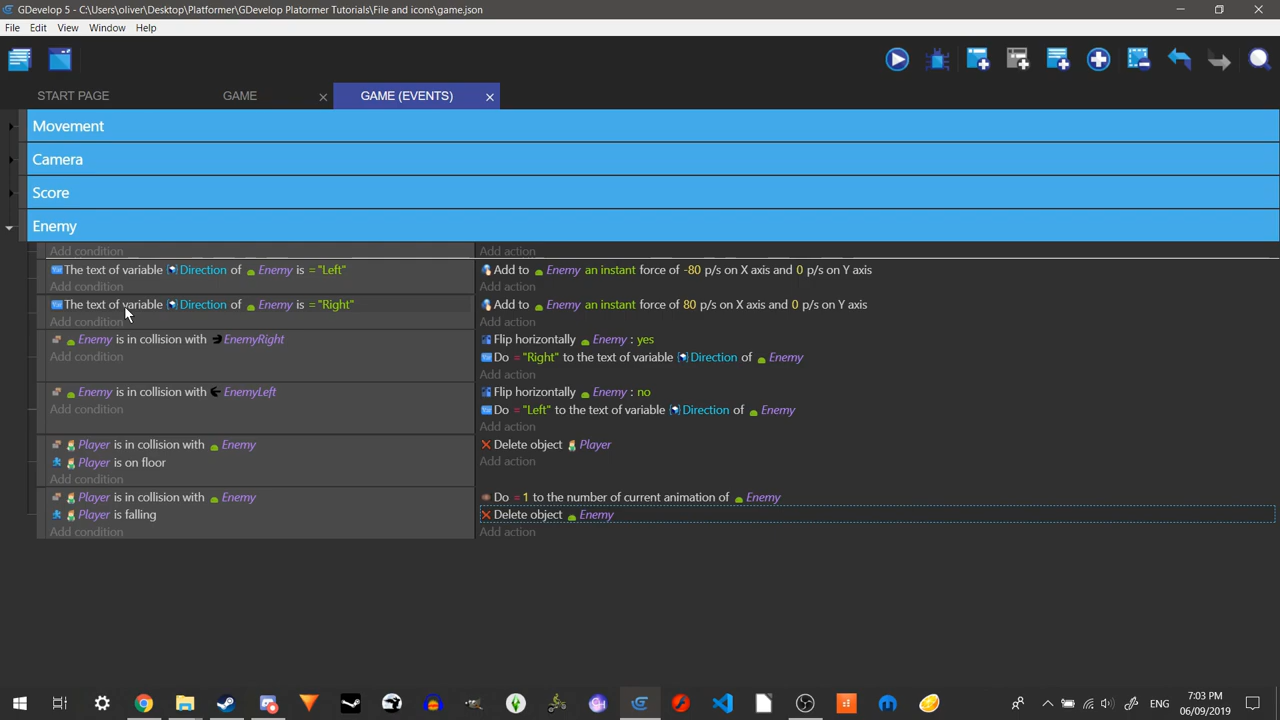 GDevelop 5 - C:\Users\oliver\Desktop\Platformer\GDevelop Platormer Tutorials\File and icons\game.json
File Edit View Window Help
START PAGE GAME GAME (EVENTS)
Movement
Camera
Score
Enemy
Add condition Add action
The text of variable Direction of Enemy is = "Left" Add to Enemy an instant force of -80 p/s on X axis and 0 p/s on Y axis
Add condition Add action
The text of variable Direction of Enemy is = "Right" Add to Enemy an instant force of 80 p/s on X axis and 0 p/s on Y axis
Add condition Add action
Enemy is in collision with EnemyRight Flip horizontally Enemy : yes
Add condition Do = "Right" to the text of variable Direction of Enemy
Add action
Enemy is in collision with EnemyLeft Flip horizontally Enemy : no
Add condition Do = "Left" to the text of variable Direction of Enemy
Add action
Player is in collision with Enemy Delete object Player
Player is on floor Add action
Add condition
Player is in collision with Enemy Do = 1 to the number of current animation of Enemy
Player is falling Delete object Enemy
Add condition Add action
ENG 7:03 PM
06/09/2019